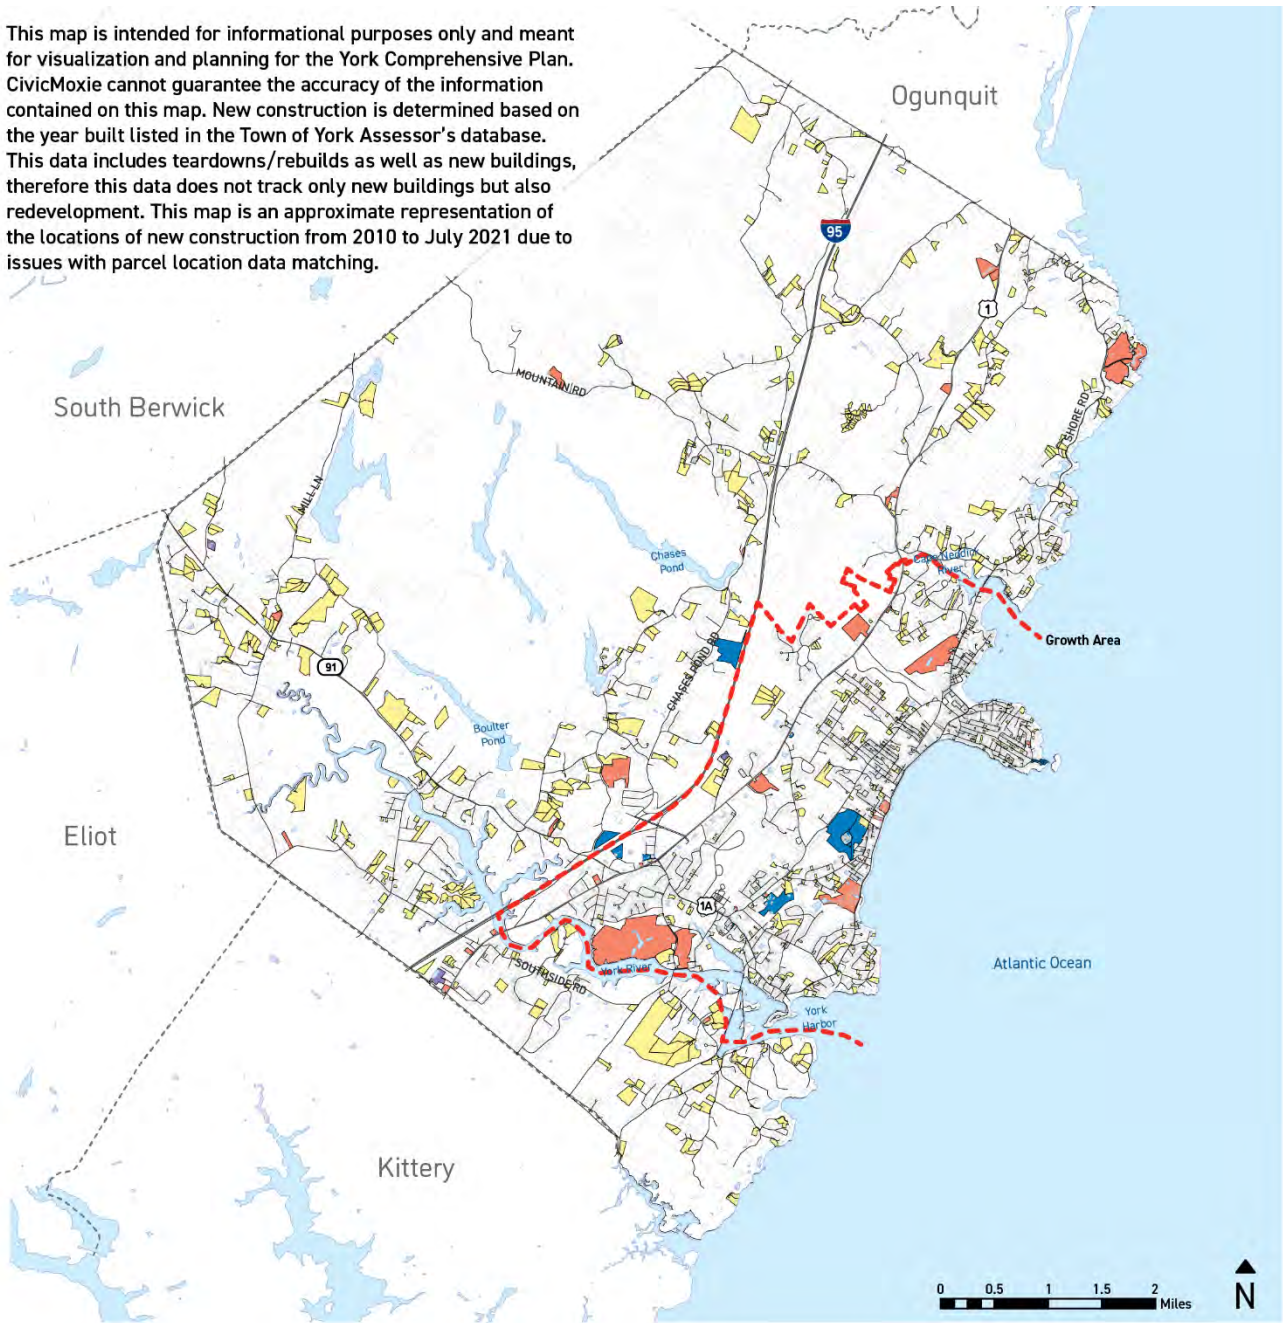 This map is intended for informational purposes only and meant
for visualization and planning for the York Comprehensive Plan.
CivicMoxie cannot guarantee the accuracy of the information
contained on this map. New construction is determined based on
the year built listed in the Town of York Assessor's database.
This data includes teardowns/rebuilds as well as new buildings,
therefore this data does not track only new buildings but also
redevelopment. This map is an approximate representation of
the locations of new construction from 2010 to July 2021 due to
issues with parcel location data matching.
Ogunquit
95
1
South Berwick
MOUNTAIN RD
SHORE RD
MILL LN
Chases
Pond
Cape Neddick
River
Growth Area
91
CHASES POND RD
Boulter
Pond
Eliot
1A
SOUTHSIDE RD
York River
Atlantic Ocean
York
Harbor
Kittery
0 0.5 1 1.5 2
Miles
N